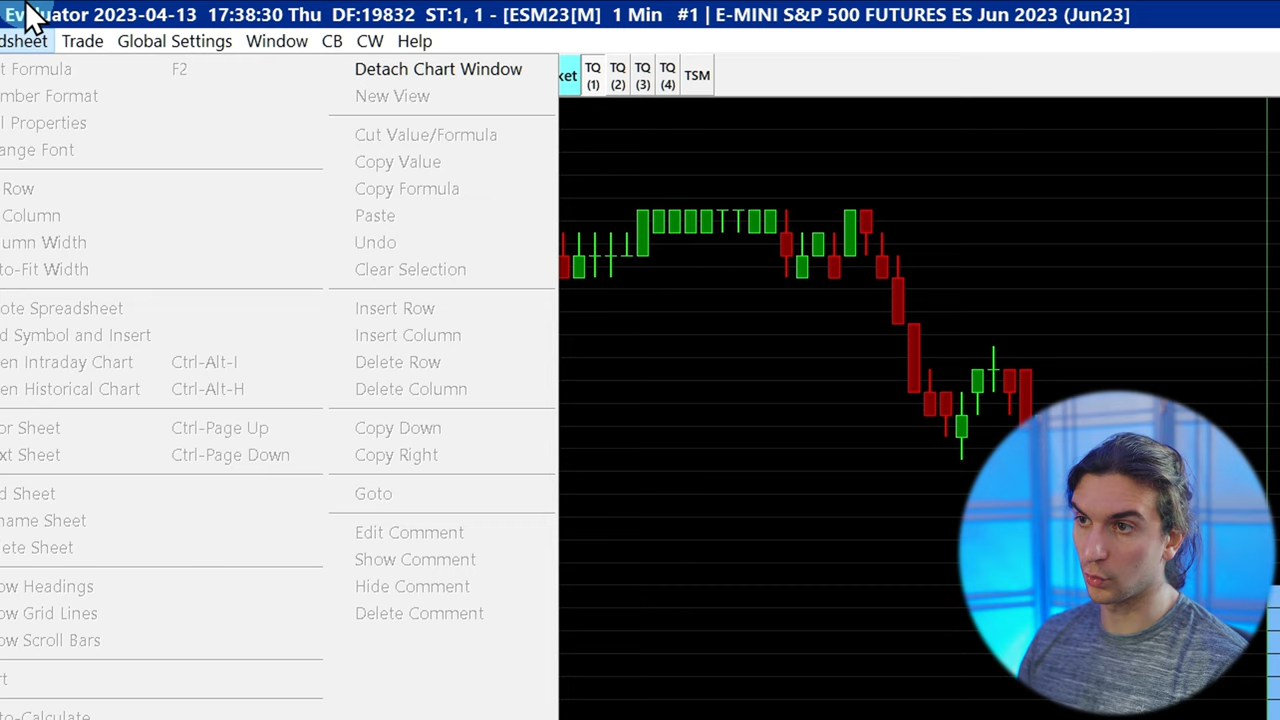 Ev uator 2023-04-13 17:38:30 Thu DF:19832 ST:1, 1 - [ESM23[M] 1 Min #1 | E-MINI S&P 500 FUTURES ES Jun 2023 (Jun23)]
dsheet Trade Global Settings Window CB CW Help
t Formula F2
mber Format
l Properties
ange Font
Row
Column
umn Width
to-Fit Width
ote Spreadsheet
d Symbol and Insert
en Intraday Chart Ctrl-Alt-I
en Historical Chart Ctrl-Alt-H
or Sheet Ctrl-Page Up
xt Sheet Ctrl-Page Down
d Sheet
name Sheet
ete Sheet
ow Headings
ow Grid Lines
ow Scroll Bars
rt
to-Calculate
Detach Chart Window
New View
Cut Value/Formula
Copy Value
Copy Formula
Paste
Undo
Clear Selection
Insert Row
Insert Column
Delete Row
Delete Column
Copy Down
Copy Right
Goto
Edit Comment
Show Comment
Hide Comment
Delete Comment
ket
TQ (1)
TQ (2)
TQ (3)
TQ (4)
TSM